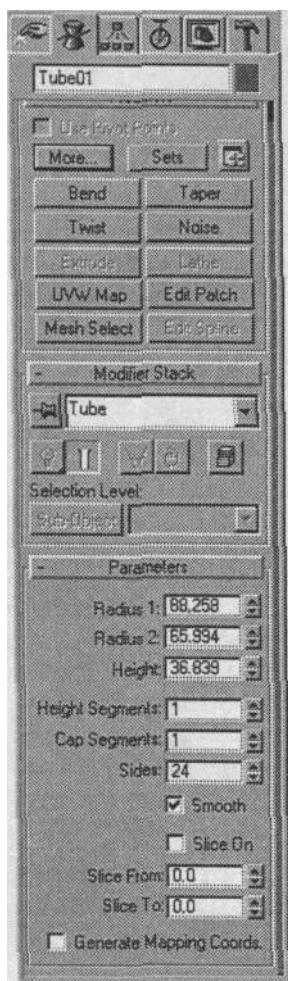 Tube01
Use Pivot Points
More... Sets
Bend Taper
Twist Noise
Extrude Lathe
UVW Map Edit Patch
Mesh Select Edit Spline
- Modifier Stack
Tube
Selection Level:
Sub-Object
- Parameters
Radius 1: 88.258
Radius 2: 65.994
Height: 36.839
Height Segments: 1
Cap Segments: 1
Sides: 24
Smooth
Slice On
Slice From: 0,0
Slice To: 0,0
Generate Mapping Coords.